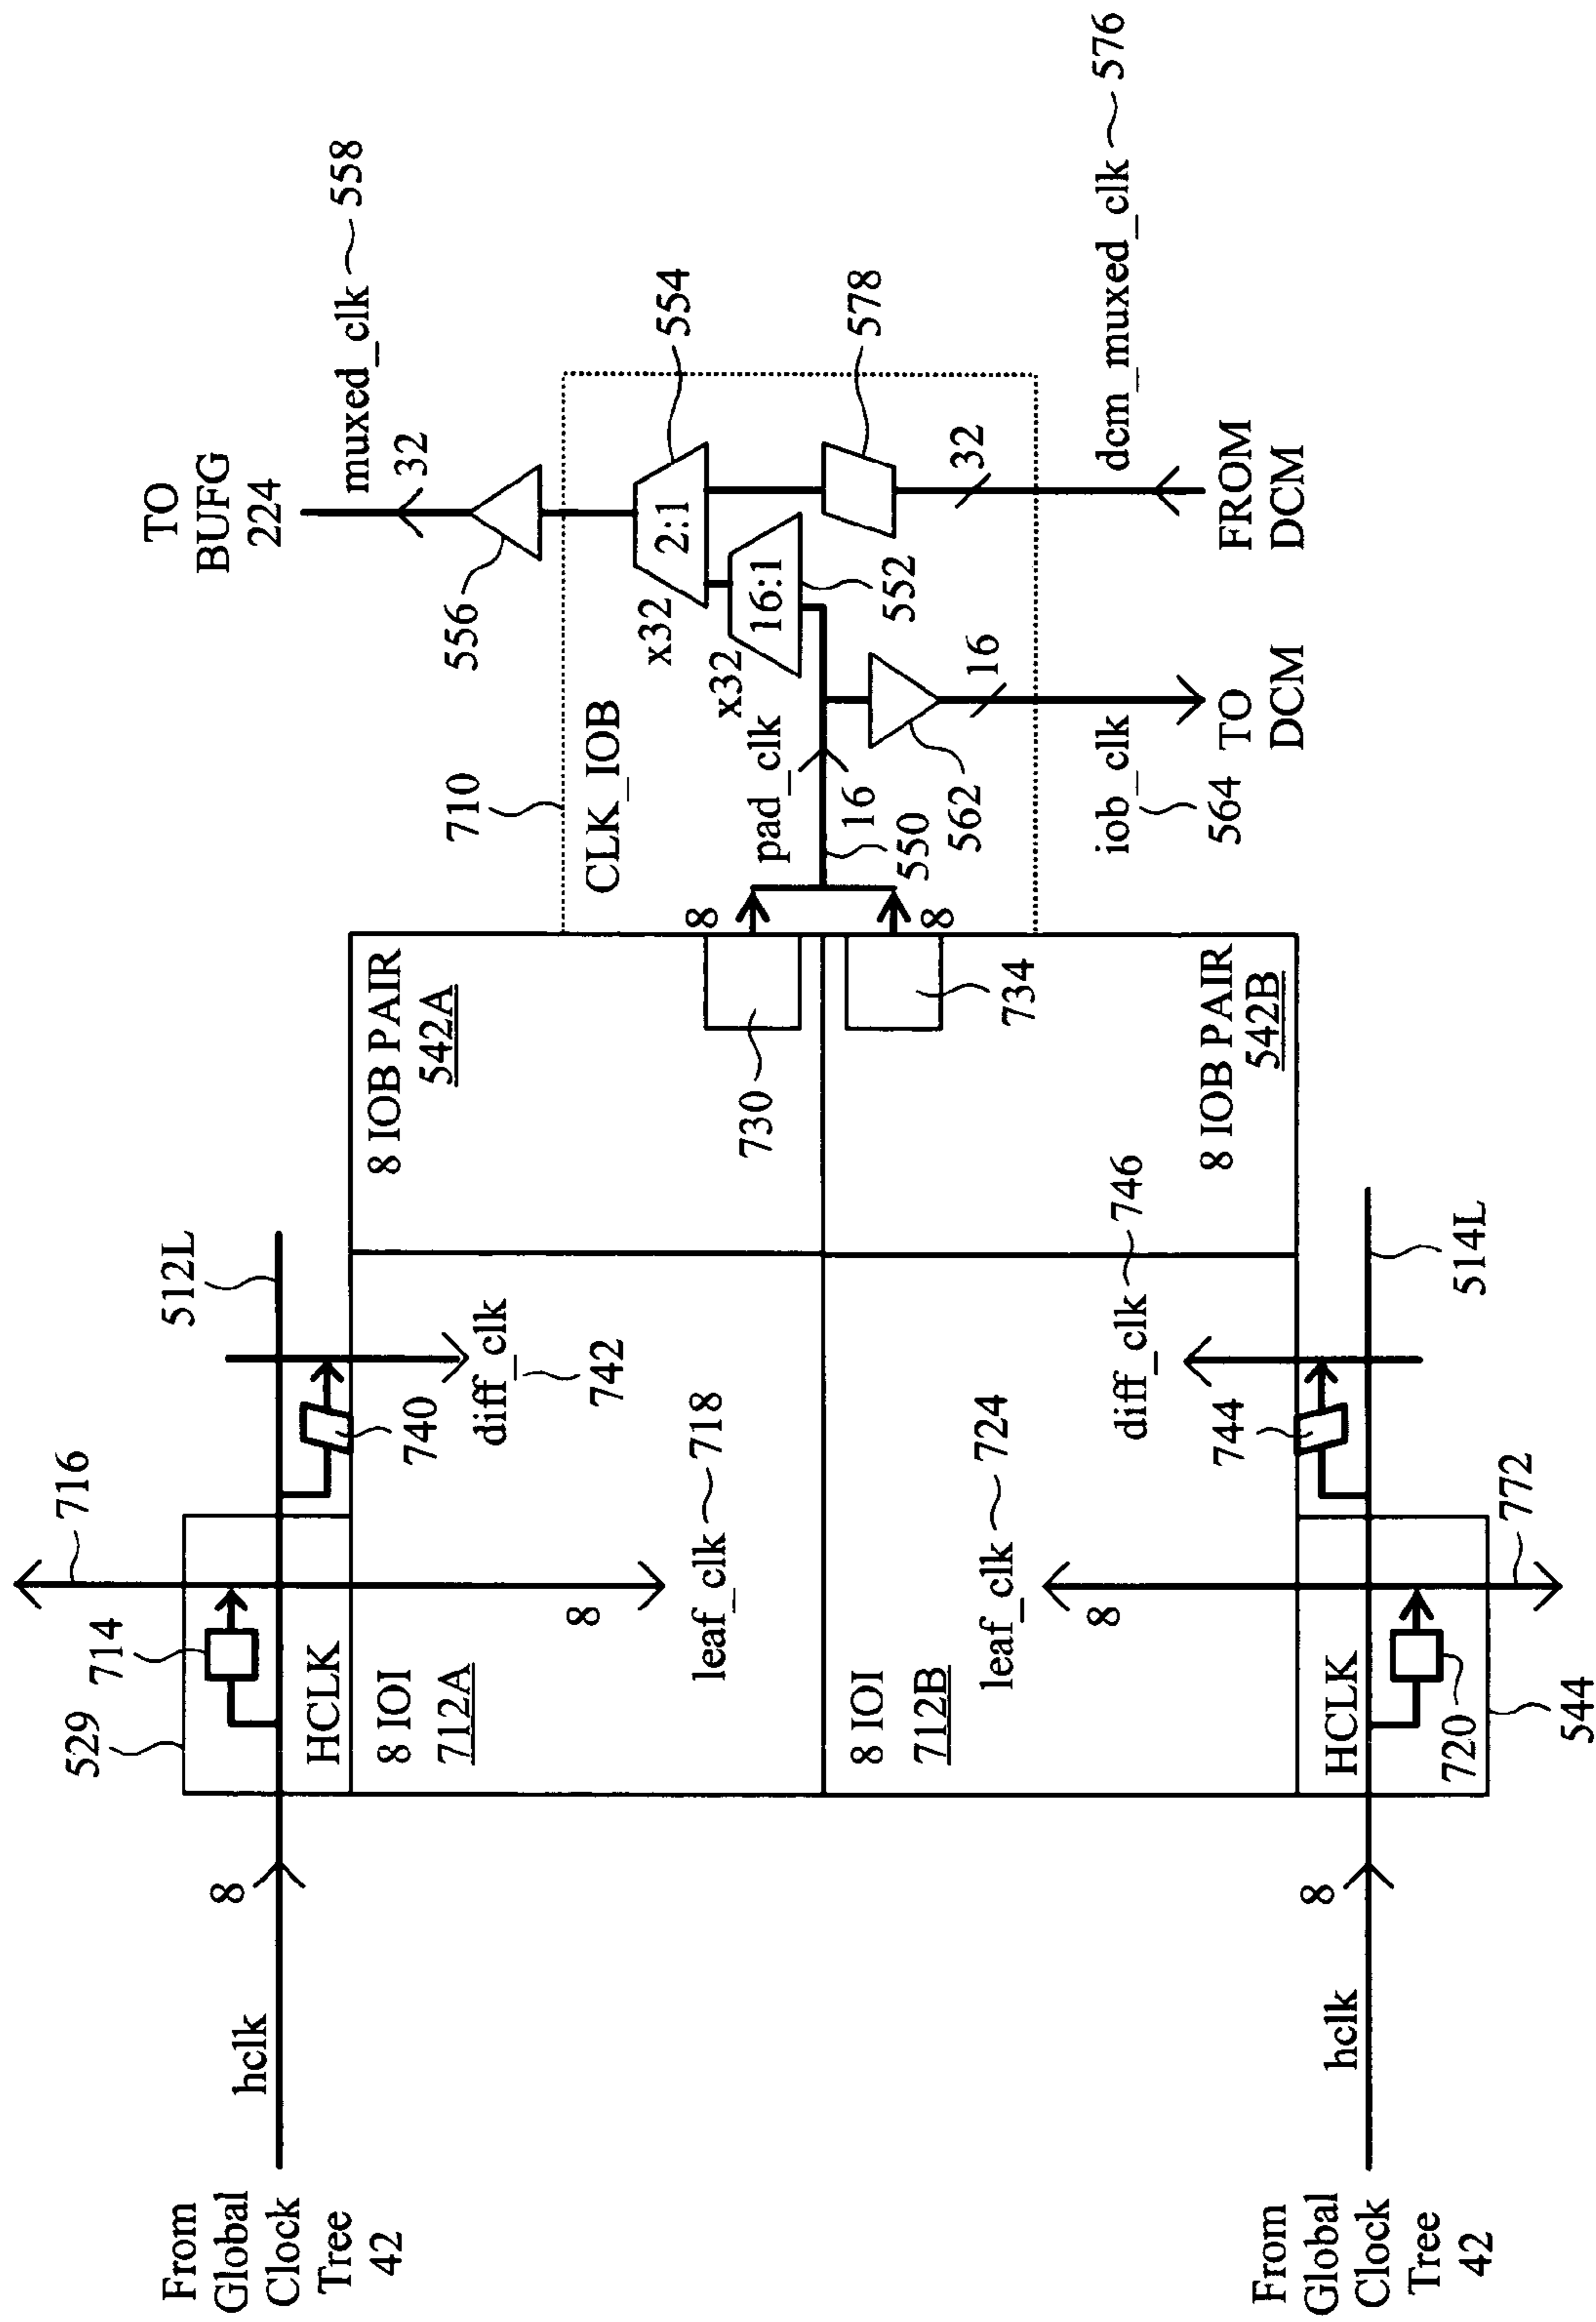 From
Global
Clock
Tree
42
hclk
8
529
714
716
HCLK
512L
740
diff_clk
742
8
leaf_clk 718
8 IOI
712A
8 IOB PAIR
542A
730
8
8
734
8 IOB PAIR
542B
8 IOI
712B
leaf_clk 724
8
diff_clk 746
744
514L
HCLK
720
544
772
From
Global
Clock
Tree
42
hclk
8
710
CLK_IOB
pad_clk
16
550
562
x32
16:1
552
x32
2:1
554
556
TO
BUFG
224
32
muxed_clk 558
578
32
dcm_muxed_clk 576
FROM
DCM
16
iob_clk
564
TO
DCM